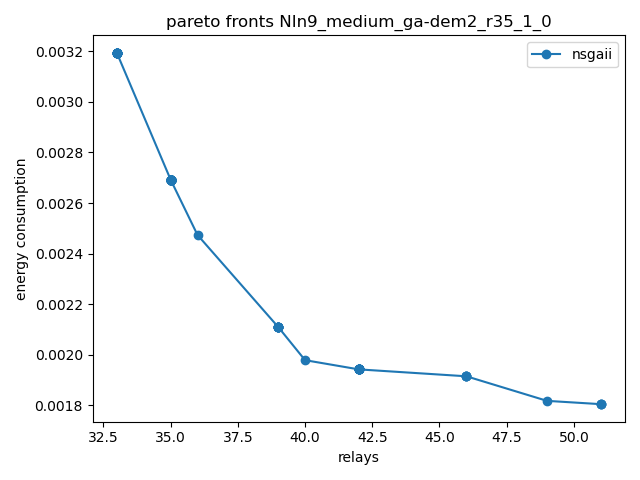 pareto fronts NIn9_medium_ga-dem2_r35_1_0
nsgaii
energy consumption
0.0032
0.0030
0.0028
0.0026
0.0024
0.0022
0.0020
0.0018
32.5 35.0 37.5 40.0 42.5 45.0 47.5 50.0
relays